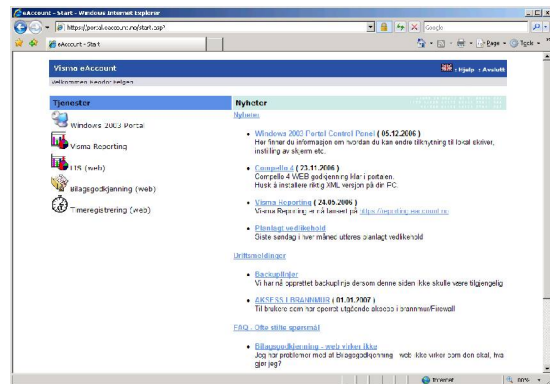 eAccount - Start - Windows Internet Explorer
Google
eAccount - Start
Page
Tools
Visma eAccount
Hjelp : Avslutt
Velkommen
Tjenester
Windows 2003 Portal
Visma Reporting
(web)
Bilagsgodkjenning (web)
Timeregistrering (web)
Nyheter
Nyheter
Windows 2003 Portal Control Panel ( 05.12.2006 )
Her finner du informasjon om hvordan du kan endre tilknytning til lokal skriver,
instilling av skjerm etc.
Compello 4 ( 23.11.2006 )
Compello 4 WEB godkjenning klar i portalen.
Husk å installere riktig XML versjon på din PC.
Visma Reporting ( 24.05.2006 )
Visma Reporting er nå lansert på https://reporting.eaccount.no
Planlagt vedlikehold
Siste søndag i hver måned utføres planlagt vedlikehold
Driftsmeldinger
Backuplinjer
Vi har nå opprettet backuplinje dersom denne siden ikke skulle være tilgjengelig
AKSESS I BRANNMUR ( 01.01.2007 )
Til brukere som har sperret utgående aksess i brannmur/Firewall
FAQ - Ofte stilte spørsmål
Bilagsgodkjenning - web virker ikke
Jeg har problemer med at Bilagsgodkjenning - web ikke virker som den skal, hva
gjør jeg?
Internet
100%